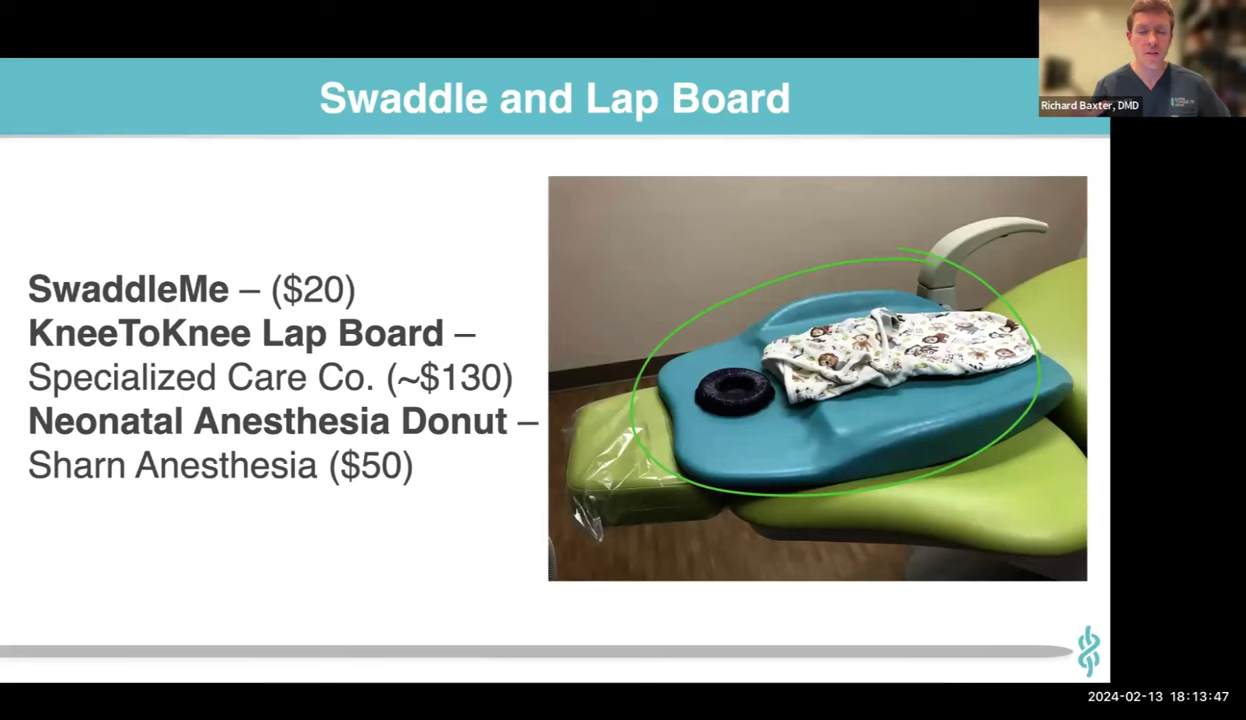 Swaddle and Lap Board
Richard Baxter, DMD
SwaddleMe – ($20)
KneeToKnee Lap Board –
Specialized Care Co. (~$130)
Neonatal Anesthesia Donut –
Sharn Anesthesia ($50)
2024-02-13 18:13:47